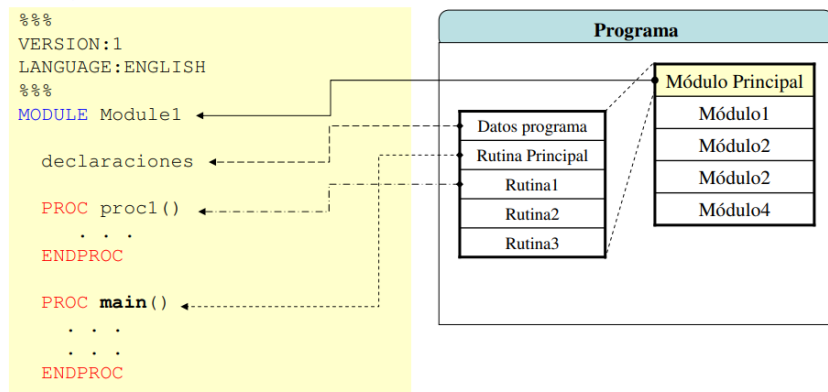 %%%
VERSION:1
LANGUAGE:ENGLISH
%%%
MODULE Module1
declaraciones
PROC proc1()
. . .
ENDPROC
PROC main()
. . .
. . .
ENDPROC
Programa
Datos programa
Rutina Principal
Rutina1
Rutina2
Rutina3
Módulo Principal
Módulo1
Módulo2
Módulo2
Módulo4